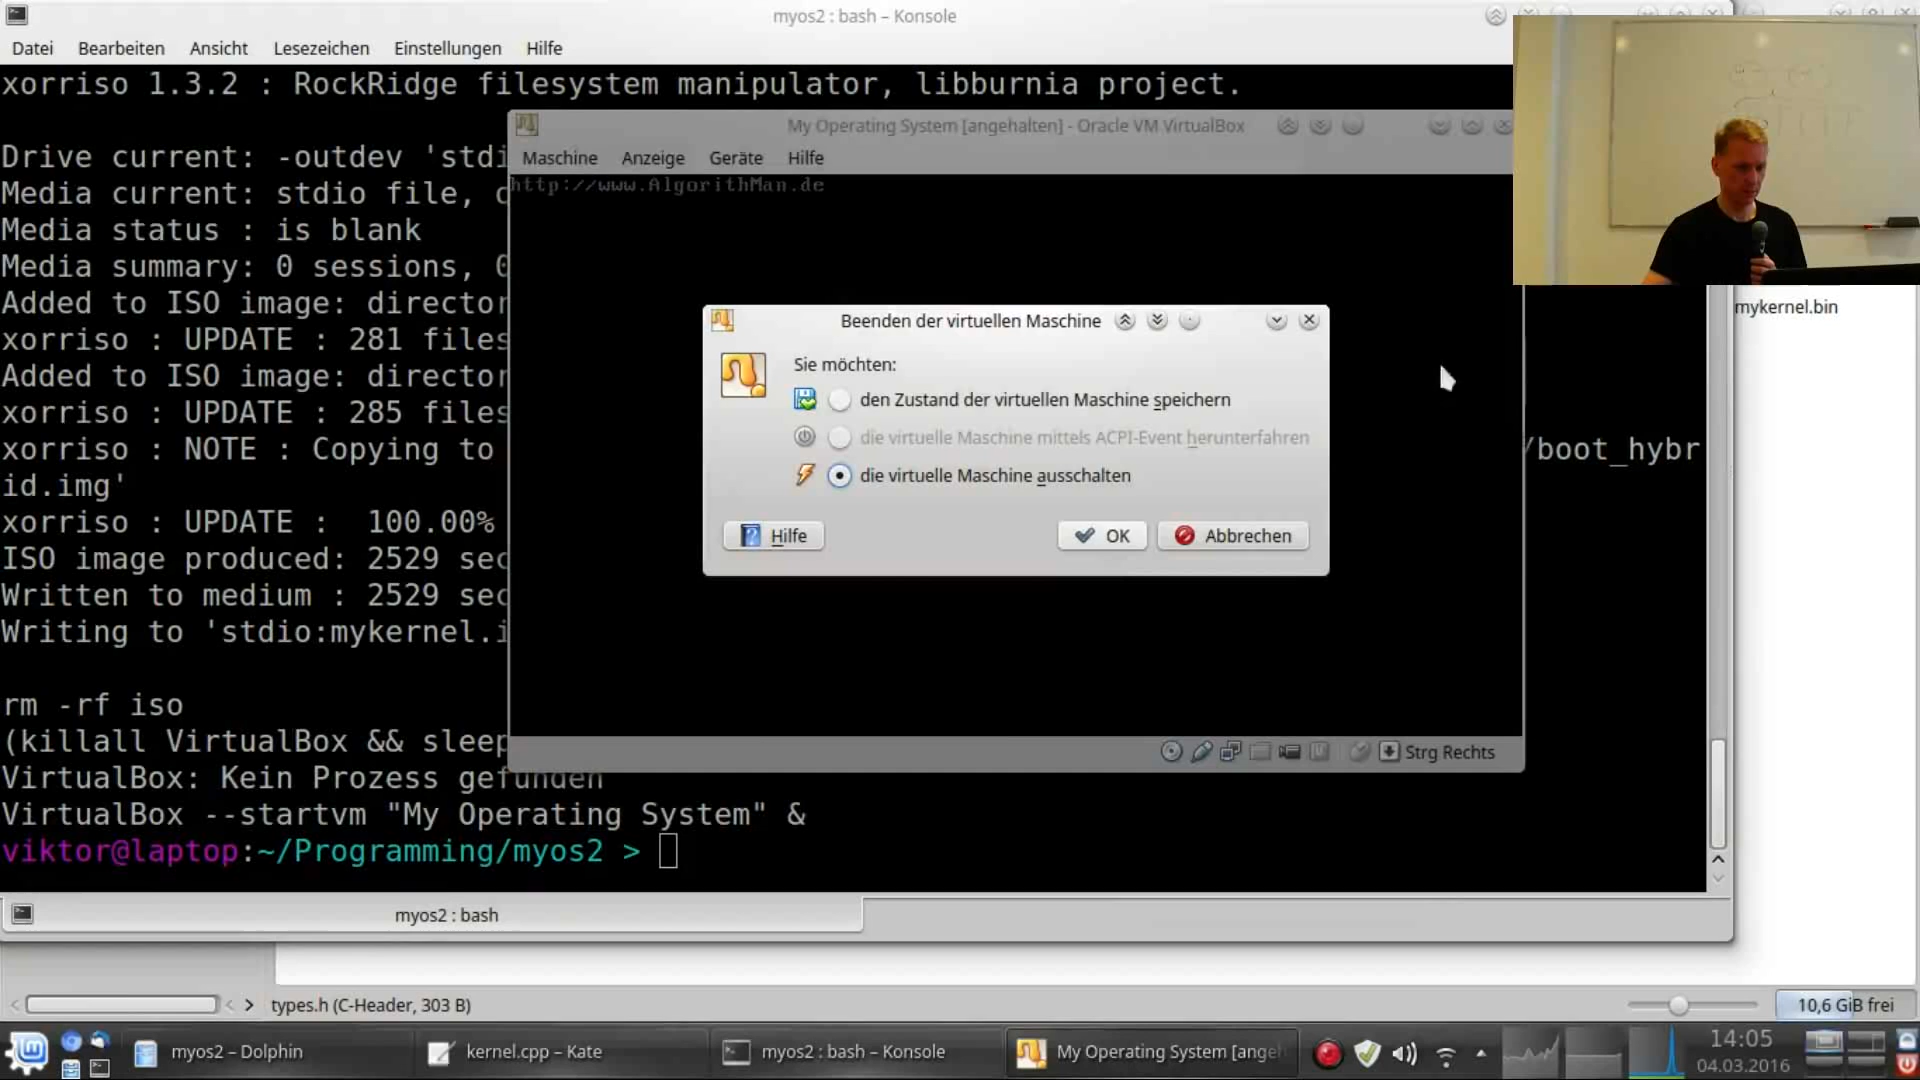 myos2 : bash – Konsole
Datei Bearbeiten Ansicht Lesezeichen Einstellungen Hilfe
xorriso 1.3.2 : RockRidge filesystem manipulator, libburnia project.
Drive current: -outdev 'stdi
Media current: stdio file,
Media status : is blank
Media summary: 0 sessions,
Added to ISO image: director
xorriso : UPDATE : 281 files
Added to ISO image: director
xorriso : UPDATE : 285 files
xorriso : NOTE : Copying to
/boot_hybr
id.img'
xorriso : UPDATE : 100.00%
ISO image produced: 2529 sec
Written to medium : 2529 sec
Writing to 'stdio:mykernel.i
rm -rf iso
(killall VirtualBox && sleep
VirtualBox: Kein Prozess gefunden
VirtualBox --startvm "My Operating System" &
viktor@laptop:~/Programming/myos2 >
My Operating System [angehalten] - Oracle VM VirtualBox
Maschine Anzeige Geräte Hilfe
http://www.AlgorithMan.de
Beenden der virtuellen Maschine
Sie möchten:
den Zustand der virtuellen Maschine speichern
die virtuelle Maschine mittels ACPI-Event herunterfahren
die virtuelle Maschine ausschalten
Hilfe OK Abbrechen
Strg Rechts
mykernel.bin
myos2 : bash
types.h (C-Header, 303 B)
10,6 GiB frei
myos2 – Dolphin
kernel.cpp – Kate
myos2 : bash – Konsole
My Operating System [angeh
14:05
04.03.2016